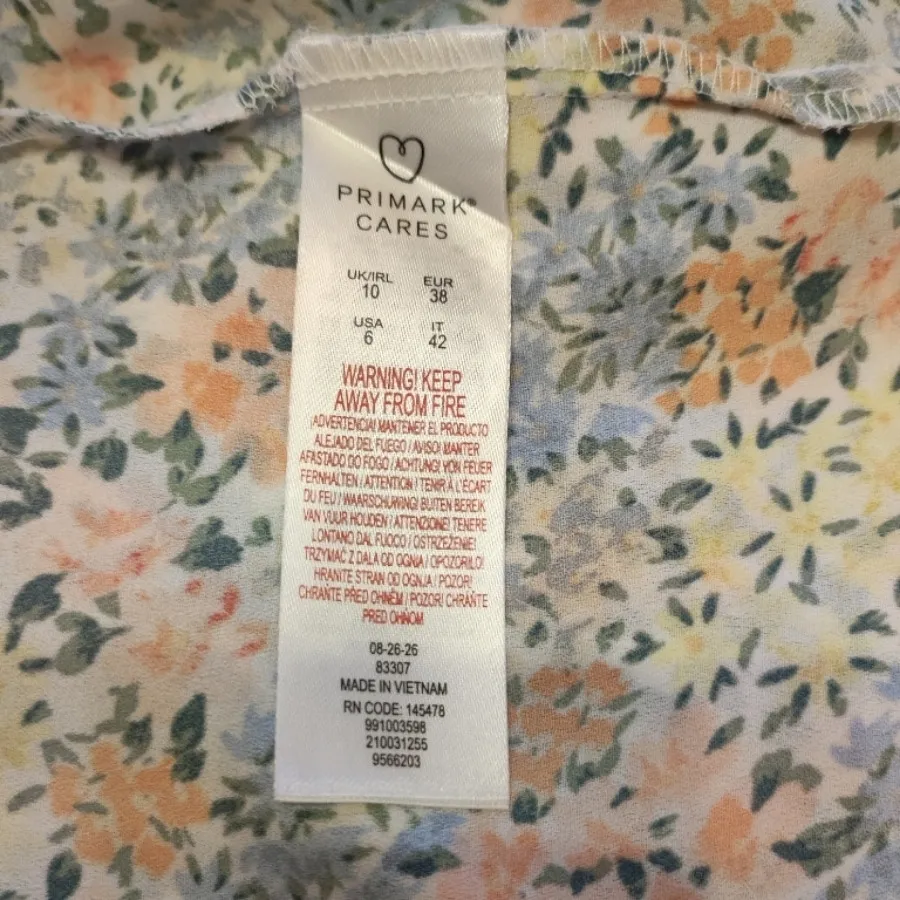 PRIMARK®
CARES
UK/IRL EUR
10 38
USA IT
6 42
WARNING! KEEP
AWAY FROM FIRE
¡ADVERTENCIA! MANTENER EL PRODUCTO
ALEJADO DEL FUEGO / AVISO! MANTER
AFASTADO DO FOGO / ACHTUNG! VON FEUER
FERNHALTEN / ATTENTION ! TENIR À L'ÉCART
DU FEU / WAARSCHUWING! BUITEN BEREIK
VAN VUUR HOUDEN / ATTENZIONE! TENERE
LONTANO DAL FUOCO / OSTRZEŻENIE!
TRZYMAĆ Z DALA OD OGNIA / OPOZORILO!
HRANITE STRAN OD OGNJA / POZOR!
CHRANTE PŘED OHNĚM / POZOR! CHRÁŇTE
PRED OHŇOM
08-26-26
83307
MADE IN VIETNAM
RN CODE: 145478
991003598
210031255
9566203